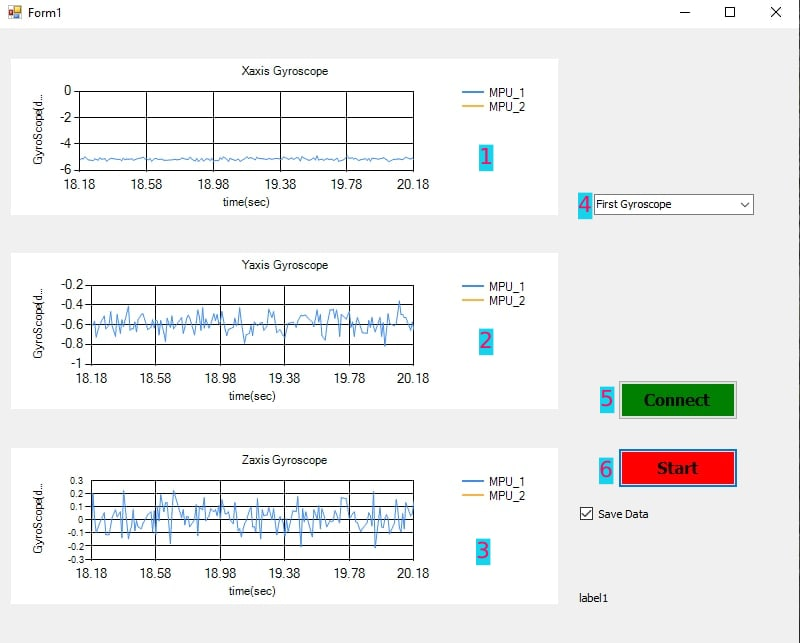 Form1
Xaxis Gyroscope
GyroScope(d...
0
-2
-4
-6
18.18 18.58 18.98 19.38 19.78 20.18
time(sec)
MPU_1
MPU_2
1
4 First Gyroscope
Yaxis Gyroscope
GyroScope(d...
-0.2
-0.4
-0.6
-0.8
-1
18.18 18.58 18.98 19.38 19.78 20.18
time(sec)
MPU_1
MPU_2
2
5 Connect
6 Start
Save Data
Zaxis Gyroscope
GyroScope(d...
0.3
0.2
0.1
0
-0.1
-0.2
-0.3
18.18 18.58 18.98 19.38 19.78 20.18
time(sec)
MPU_1
MPU_2
3
label1